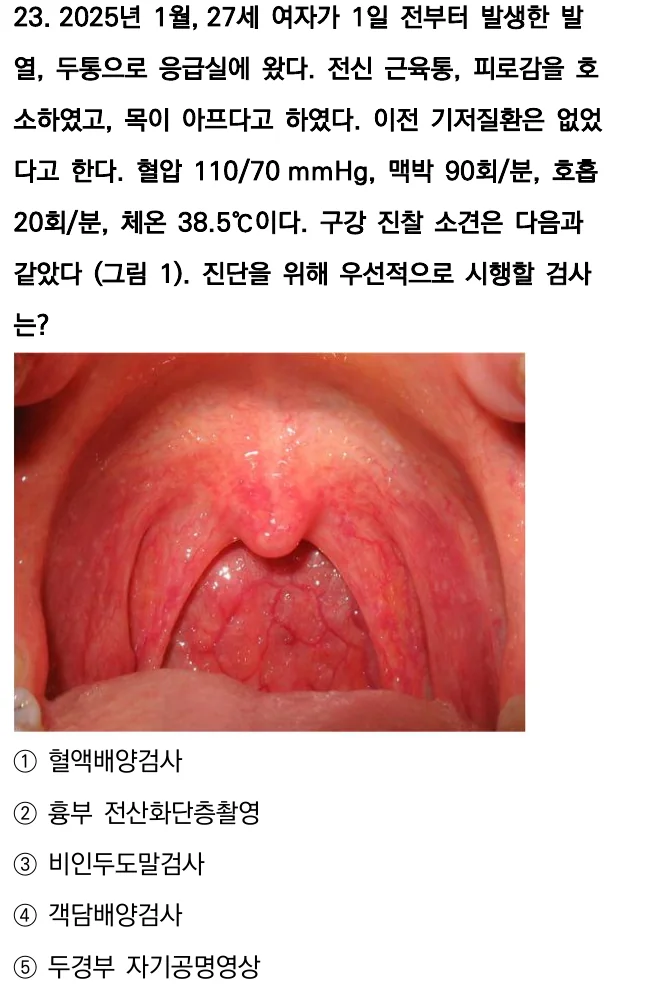 23. 2025년 1월, 27세 여자가 1일 전부터 발생한 발
열, 두통으로 응급실에 왔다. 전신 근육통, 피로감을 호
소하였고, 목이 아프다고 하였다. 이전 기저질환은 없었
다고 한다. 혈압 110/70 mmHg, 맥박 90회/분, 호흡
20회/분, 체온 38.5℃이다. 구강 진찰 소견은 다음과
같았다 (그림 1). 진단을 위해 우선적으로 시행할 검사
는?
① 혈액배양검사
② 흉부 전산화단층촬영
③ 비인두도말검사
④ 객담배양검사
⑤ 두경부 자기공명영상